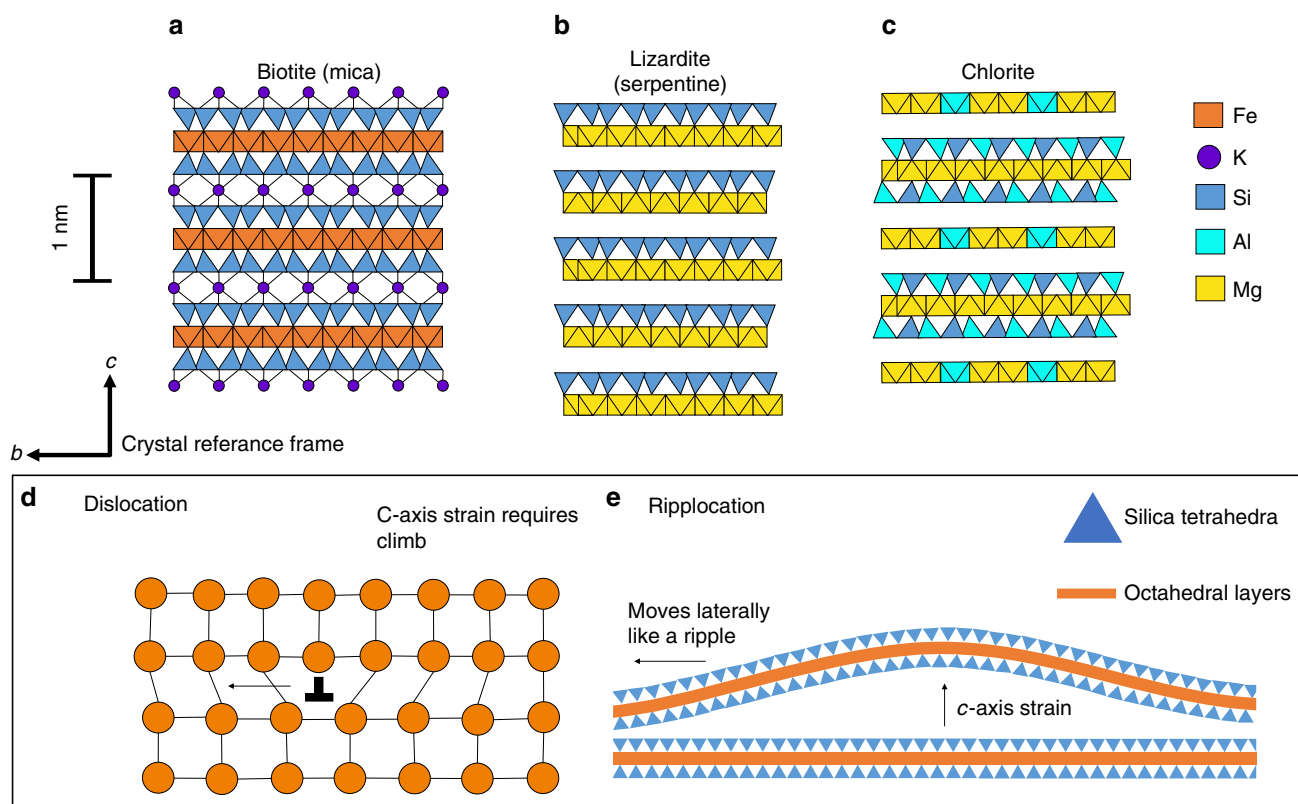 a
Biotite (mica)
b
Lizardite
(serpentine)
c
Chlorite
Fe
K
Si
Al
Mg
1 nm
c
b
Crystal referance frame
d
Dislocation
C-axis strain requires
climb
e
Ripplocation
Silica tetrahedra
Octahedral layers
Moves laterally
like a ripple
c-axis strain